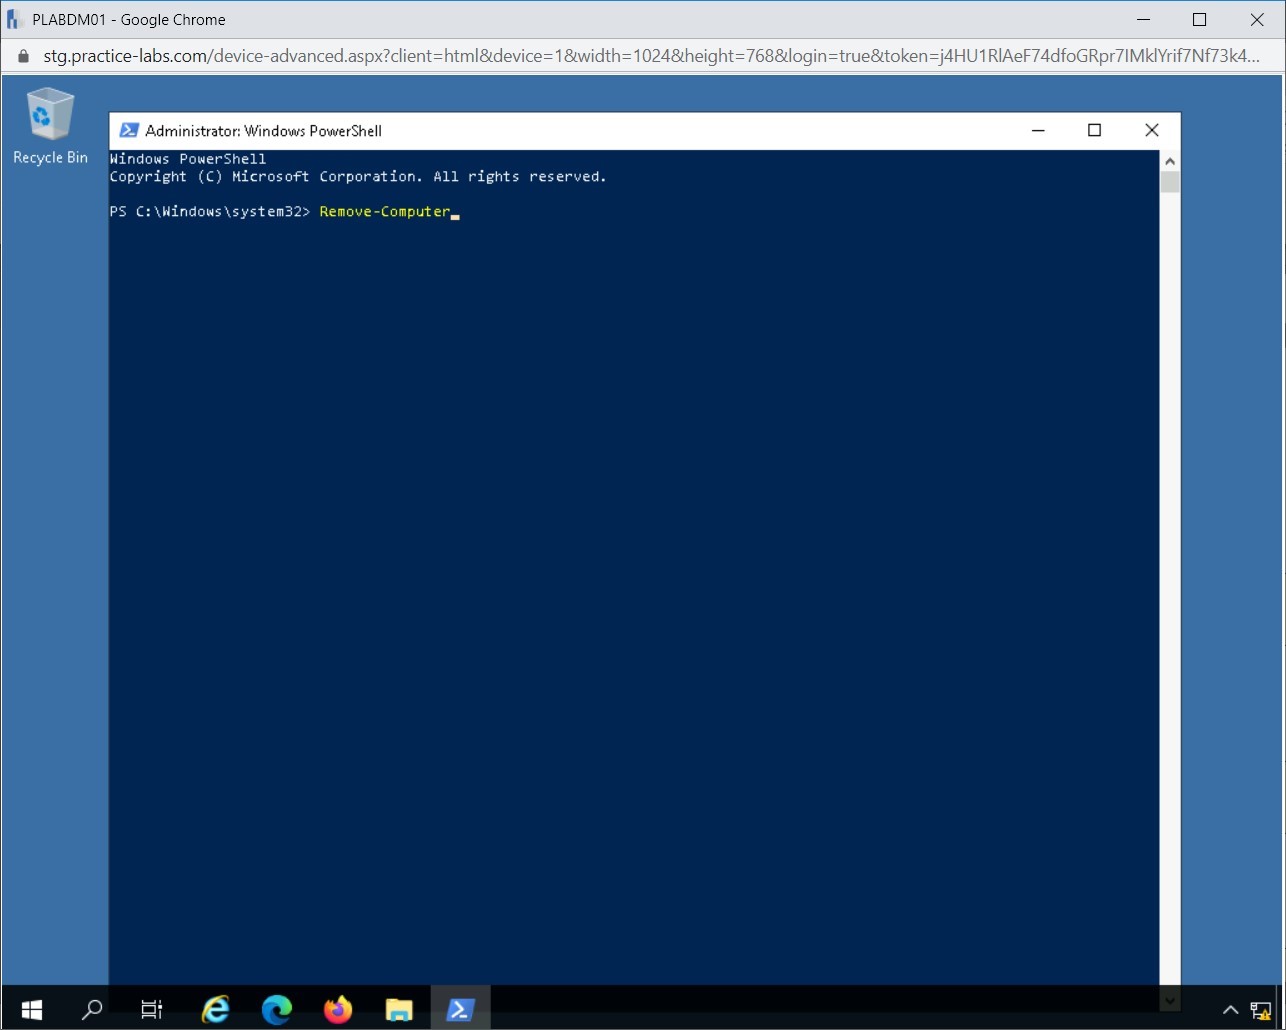 PLABDM01 - Google Chrome
stg.practice-labs.com/device-advanced.aspx?client=html&device=1&width=1024&height=768&login=true&token=j4HU1RlAeF74dfoGRpr7IMklYrif7Nf73k4...
Recycle Bin
Administrator: Windows PowerShell
Windows PowerShell
Copyright (C) Microsoft Corporation. All rights reserved.
PS C:\Windows\system32> Remove-Computer_